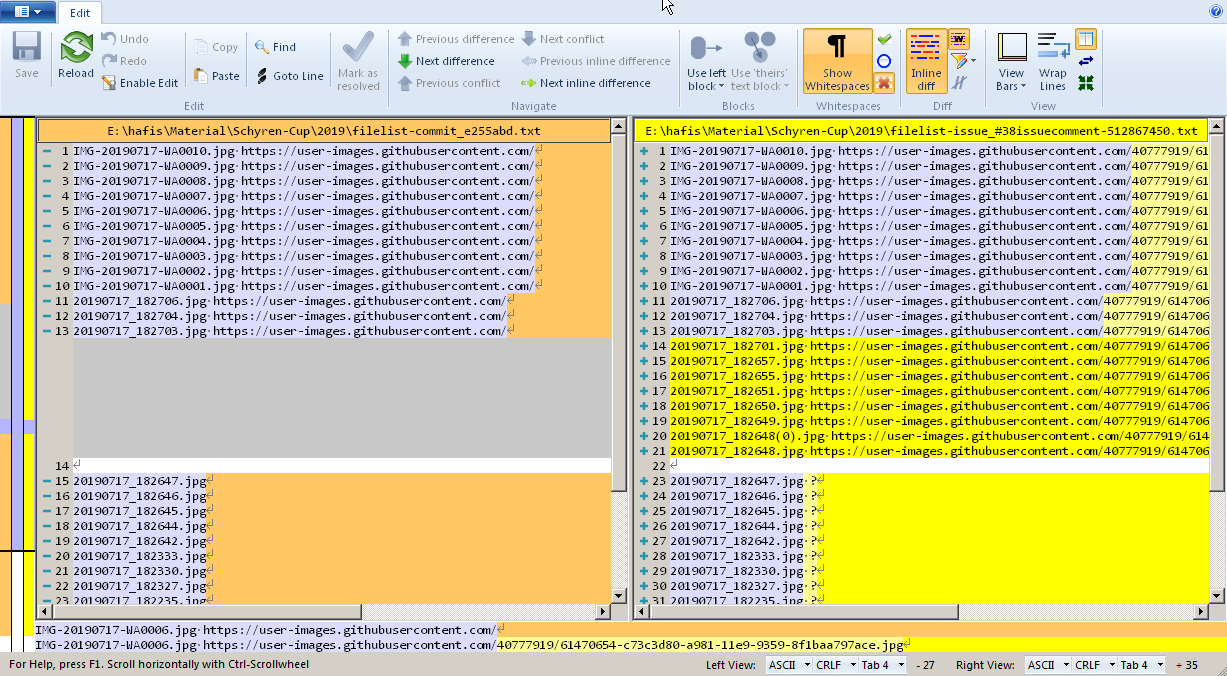 Edit
Save
Reload
Undo
Redo
Enable Edit
Copy
Paste
Find
Goto Line
Mark as resolved
Previous difference
Next difference
Previous conflict
Next conflict
Previous inline difference
Next inline difference
Use left block
Use 'theirs' text block
Show Whitespaces
Inline diff
View Bars
Wrap Lines
Edit
Navigate
Blocks
Whitespaces
Diff
View
E:\hafis\Material\Schyren-Cup\2019\filelist-commit_e255abd.txt
1 IMG-20190717-WA0010.jpg·https://user-images.githubusercontent.com/
2 IMG-20190717-WA0009.jpg·https://user-images.githubusercontent.com/
3 IMG-20190717-WA0008.jpg·https://user-images.githubusercontent.com/
4 IMG-20190717-WA0007.jpg·https://user-images.githubusercontent.com/
5 IMG-20190717-WA0006.jpg·https://user-images.githubusercontent.com/
6 IMG-20190717-WA0005.jpg·https://user-images.githubusercontent.com/
7 IMG-20190717-WA0004.jpg·https://user-images.githubusercontent.com/
8 IMG-20190717-WA0003.jpg·https://user-images.githubusercontent.com/
9 IMG-20190717-WA0002.jpg·https://user-images.githubusercontent.com/
10 IMG-20190717-WA0001.jpg·https://user-images.githubusercontent.com/
11 20190717_182706.jpg·https://user-images.githubusercontent.com/
12 20190717_182704.jpg·https://user-images.githubusercontent.com/
13 20190717_182703.jpg·https://user-images.githubusercontent.com/
14
15 20190717_182647.jpg
16 20190717_182646.jpg
17 20190717_182645.jpg
18 20190717_182644.jpg
19 20190717_182642.jpg
20 20190717_182333.jpg
21 20190717_182330.jpg
22 20190717_182327.jpg
23 20190717_182235.jpg
E:\hafis\Material\Schyren-Cup\2019\filelist-issue_#38issuecomment-512867450.txt
1 IMG-20190717-WA0010.jpg·https://user-images.githubusercontent.com/40777919/61
2 IMG-20190717-WA0009.jpg·https://user-images.githubusercontent.com/40777919/61
3 IMG-20190717-WA0008.jpg·https://user-images.githubusercontent.com/40777919/61
4 IMG-20190717-WA0007.jpg·https://user-images.githubusercontent.com/40777919/61
5 IMG-20190717-WA0006.jpg·https://user-images.githubusercontent.com/40777919/61
6 IMG-20190717-WA0005.jpg·https://user-images.githubusercontent.com/40777919/61
7 IMG-20190717-WA0004.jpg·https://user-images.githubusercontent.com/40777919/61
8 IMG-20190717-WA0003.jpg·https://user-images.githubusercontent.com/40777919/61
9 IMG-20190717-WA0002.jpg·https://user-images.githubusercontent.com/40777919/61
10 IMG-20190717-WA0001.jpg·https://user-images.githubusercontent.com/40777919/61
11 20190717_182706.jpg·https://user-images.githubusercontent.com/40777919/614706
12 20190717_182704.jpg·https://user-images.githubusercontent.com/40777919/614706
13 20190717_182703.jpg·https://user-images.githubusercontent.com/40777919/614706
14 20190717_182701.jpg·https://user-images.githubusercontent.com/40777919/614706
15 20190717_182657.jpg·https://user-images.githubusercontent.com/40777919/614706
16 20190717_182655.jpg·https://user-images.githubusercontent.com/40777919/614706
17 20190717_182651.jpg·https://user-images.githubusercontent.com/40777919/614706
18 20190717_182650.jpg·https://user-images.githubusercontent.com/40777919/614706
19 20190717_182649.jpg·https://user-images.githubusercontent.com/40777919/614706
20 20190717_182648(0).jpg·https://user-images.githubusercontent.com/40777919/614
21 20190717_182648.jpg·https://user-images.githubusercontent.com/40777919/614706
22
23 20190717_182647.jpg·?
24 20190717_182646.jpg·?
25 20190717_182645.jpg·?
26 20190717_182644.jpg·?
27 20190717_182642.jpg·?
28 20190717_182333.jpg·?
29 20190717_182330.jpg·?
30 20190717_182327.jpg·?
31 20190717_182235.jpg·?
IMG-20190717-WA0006.jpg·https://user-images.githubusercontent.com/
IMG-20190717-WA0006.jpg·https://user-images.githubusercontent.com/40777919/61470654-c73c3d80-a981-11e9-9359-8f1baa797ace.jpg
For Help, press F1. Scroll horizontally with Ctrl-Scrollwheel
Left View: ASCII CRLF Tab 4 - 27 Right View: ASCII CRLF Tab 4 + 35